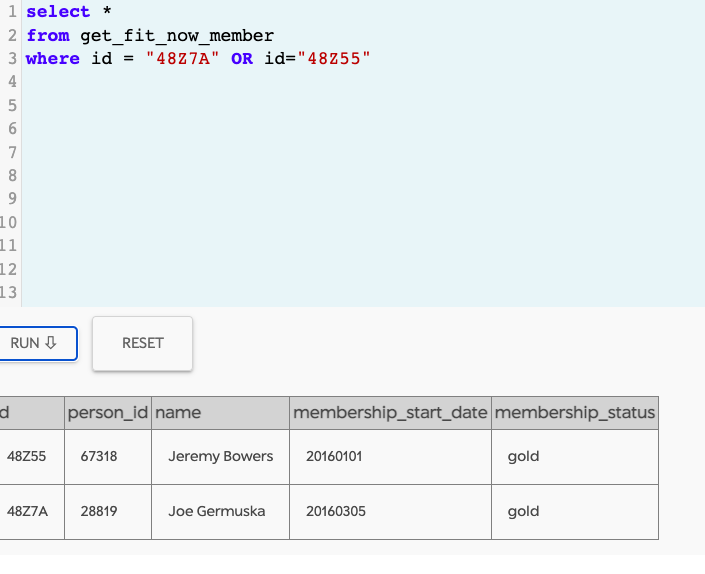 1 select *
2 from get_fit_now_member
3 where id = "48Z7A" OR id="48Z55"
4
5
6
7
8
9
10
11
12
13
RUN ⇩ RESET
d person_id name membership_start_date membership_status
48Z55 67318 Jeremy Bowers 20160101 gold
48Z7A 28819 Joe Germuska 20160305 gold